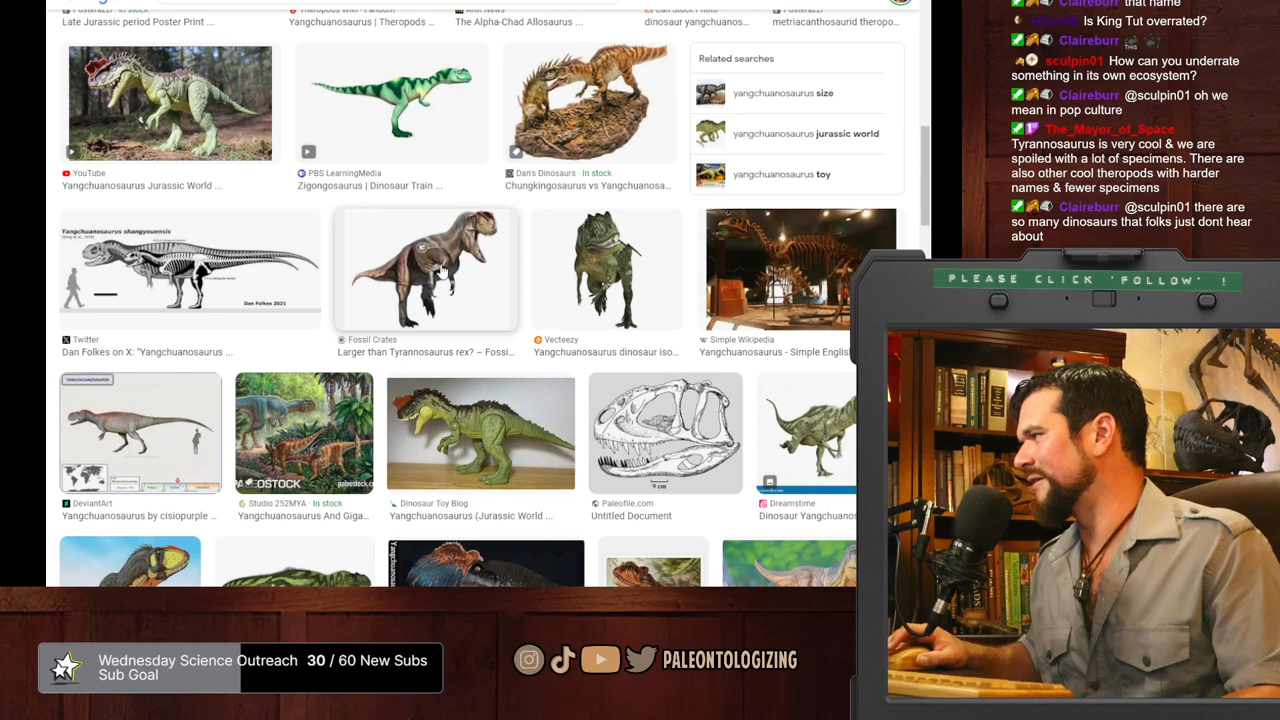 Late Jurassic period Poster Print ...
Yangchuanosaurus | Theropods ...
The Alpha-Chad Allosaurus ...
dinosaur yangchuanos...
metriacanthosaurid theropo...
YouTube
Yangchuanosaurus Jurassic World ...
PBS LearningMedia
Zigongosaurus | Dinosaur Train ...
Dan's Dinosaurs · In stock
Chungkingosaurus vs Yangchuanosa...
Related searches
yangchuanosaurus size
yangchuanosaurus jurassic world
yangchuanosaurus toy
Yangchuanosaurus shangyouensis
Dan Folkes 2021
Twitter
Dan Folkes on X: "Yangchuanosaurus ...
Fossil Crates
Larger than Tyrannosaurus rex? – Fossi...
Vecteezy
Yangchuanosaurus dinosaur iso...
Simple Wikipedia
Yangchuanosaurus - Simple English
YANGCHUANOSAURUS
DeviantArt
Yangchuanosaurus by cisiopurple ...
PALEOSTOCK
paleostock.co
Studio 252MYA · In stock
Yangchuanosaurus And Giga...
Dinosaur Toy Blog
Yangchuanosaurus (Jurassic World ...
9 cm
Paleofile.com
Untitled Document
Dreamstime
Dinosaur Yangchuanos
Yangchuanosaurus
Claireburr that name
Is King Tut overrated?
Claireburr THIS
sculpin01 How can you underrate
something in its own ecosystem?
Claireburr @sculpin01 oh we
mean in pop culture
The_Mayor_of_Space
Tyrannosaurus is very cool & we are
spoiled with a lot of specimens. There are
also other cool theropods with harder
names & fewer specimens
Claireburr @sculpin01 there are
so many dinosaurs that folks just dont hear
about
PLEASE CLICK 'FOLLOW' !
Wednesday Science Outreach 30 / 60 New Subs
Sub Goal
PALEONTOLOGIZING